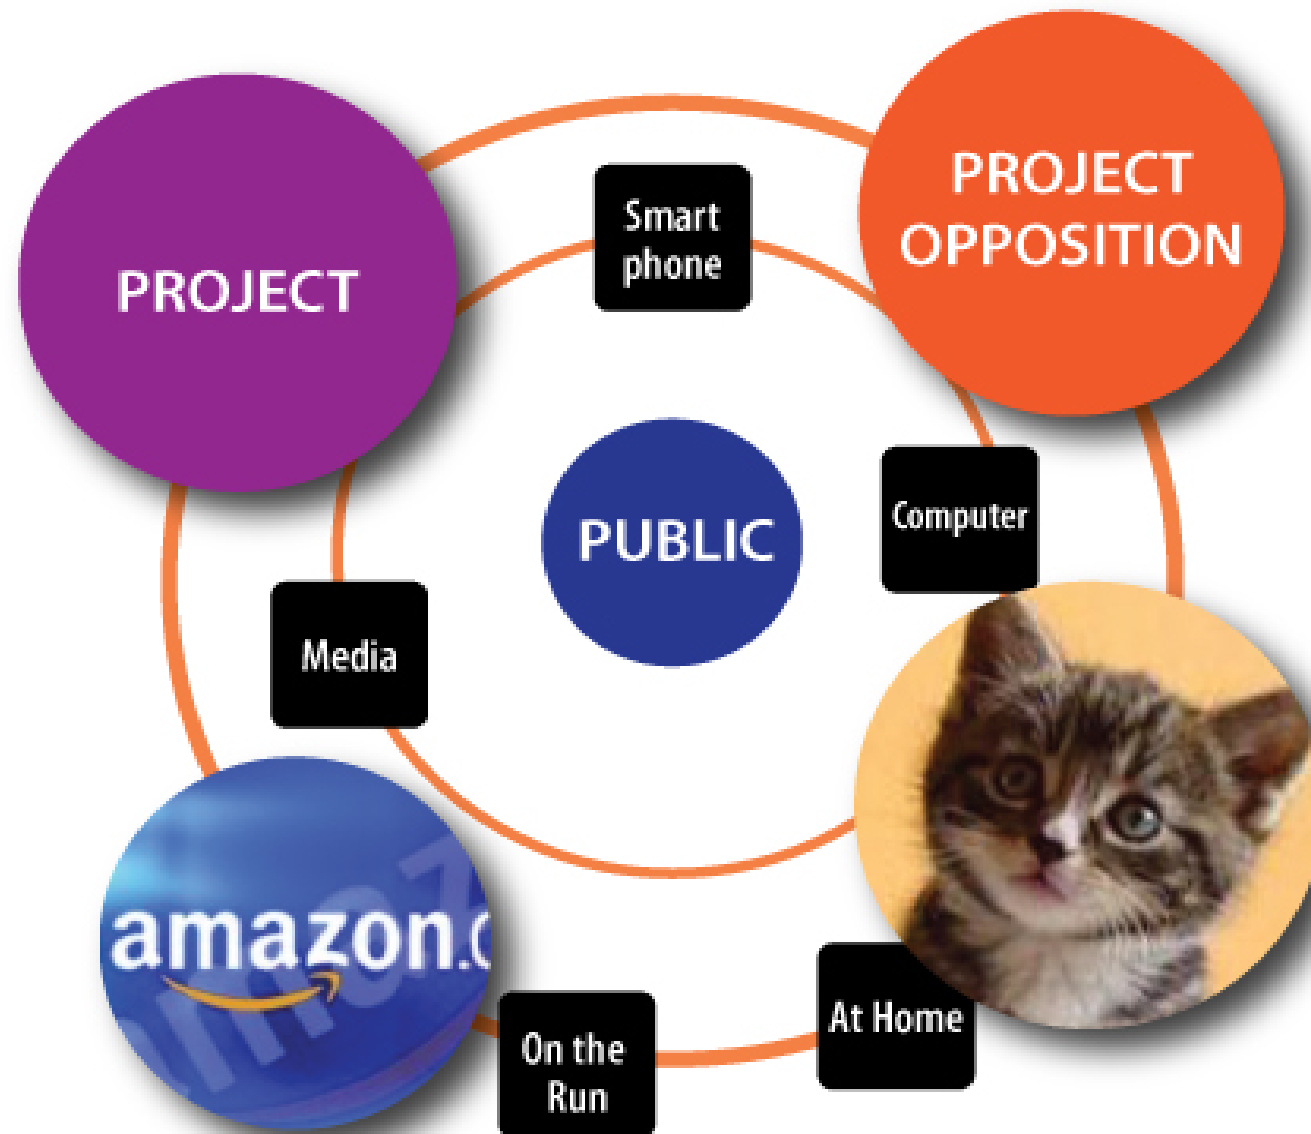 PROJECT
OPPOSITION
Smart
phone
PROJECT
Computer
PUBLIC
Media
amazon.c
At Home
On the
Run